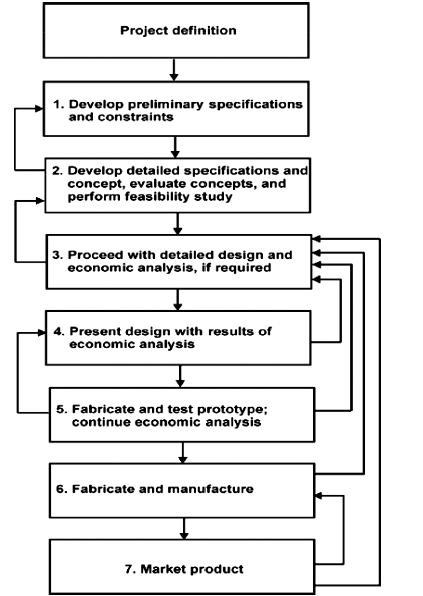 Project definition
1. Develop preliminary specifications
and constraints
2. Develop detailed specifications and
concept, evaluate concepts, and
perform feasibility study
3. Proceed with detailed design and
economic analysis, if required
4. Present design with results of
economic analysis
5. Fabricate and test prototype;
continue economic analysis
6. Fabricate and manufacture
7. Market product